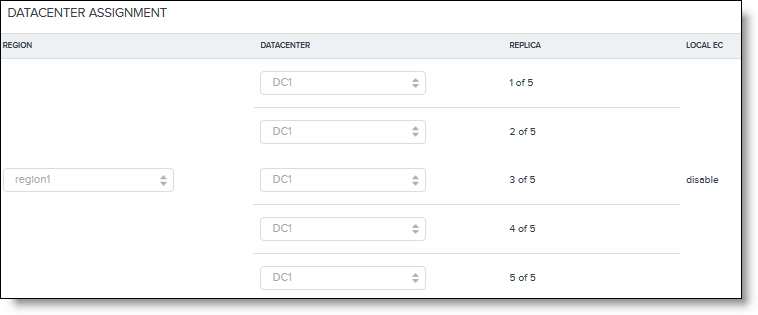 DATACENTER ASSIGNMENT
REGION DATACENTER REPLICA LOCAL EC
DC1 1 of 5
DC1 2 of 5
region1 DC1 3 of 5 disable
DC1 4 of 5
DC1 5 of 5